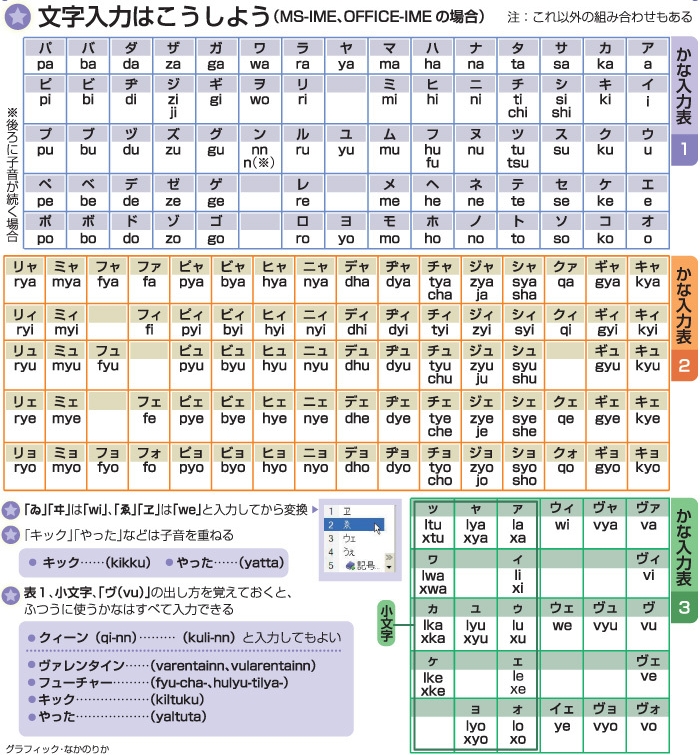 文字入力はこうしよう(MS-IME、OFFICE-IMEの場合) 注:これ以外の組み合わせもある
かな入力表 1
パ バ ダ ザ ガ ワ ラ ヤ マ ハ ナ タ サ カ ア
pa ba da za ga wa ra ya ma ha na ta sa ka a
ピ ビ ヂ ジ ギ ヲ リ ミ ヒ ニ チ シ キ イ
pi bi di zi gi wo ri mi hi ni ti si ki i
ji chi shi
プ ブ ヅ ズ グ ン ル ユ ム フ ヌ ツ ス ク ウ
pu bu du zu gu nn ru yu mu hu nu tu su ku u
n(※) fu tsu
ペ ベ デ ゼ ゲ レ メ ヘ ネ テ セ ケ エ
pe be de ze ge re me he ne te se ke e
ポ ボ ド ゾ ゴ ロ ヨ モ ホ ノ ト ソ コ オ
po bo do zo go ro yo mo ho no to so ko o
※後ろに子音が続く場合
かな入力表 2
リャ ミャ フャ ファ ピャ ビャ ヒャ ニャ デャ ヂャ チャ ジャ シャ クァ ギャ キャ
rya mya fya fa pya bya hya nya dha dya tya zya sya qa gya kya
cha ja sha
リィ ミィ フィ ピィ ビィ ヒィ ニィ ディ ヂィ チィ ジィ シィ クィ ギィ キィ
ryi myi fi pyi byi hyi nyi dhi dyi tyi zyi syi qi gyi kyi
リュ ミュ フュ ピュ ビュ ヒュ ニュ デュ ヂュ チュ ジュ シュ ギュ キュ
ryu myu fyu pyu byu hyu nyu dhu dyu tyu zyu syu gyu kyu
chu ju shu
リェ ミェ フェ ピェ ビェ ヒェ ニェ デェ ヂェ チェ ジェ シェ クェ ギェ キェ
rye mye fe pye bye hye nye dhe dye tye zye sye qe gye kye
che je she
リョ ミョ フョ フォ ピョ ビョ ヒョ ニョ デョ ヂョ チョ ジョ ショ クォ ギョ キョ
ryo myo fyo fo pyo byo hyo nyo dho dyo tyo zyo syo qo gyo kyo
cho jo sho
「ゐ」「ヰ」は「wi」、「ゑ」「ヱ」は「we」と入力してから変換
1 ヱ
2 ゑ
3 ウェ
4 うぇ
5 記号...
「キック」「やった」などは子音を重ねる
キック……(kikku) やった……(yatta)
表1、小文字、「ヴ(vu)」の出し方を覚えておくと、
ふつうに使うかなはすべて入力できる
クィーン(qi-nn)………(kuli-nn)と入力してもよい
ヴァレンタイン……(varentainn、vularentainn)
フューチャー………(fyu-cha-、hulyu-tilya-)
キック……………(kiltuku)
やった……………(yaltuta)
グラフィック・なかのりか
かな入力表 3
小文字
ッ ャ ァ ウィ ヴャ ヴァ
ltu lya la wi vya va
xtu xya xa
ヮ ィ ヴィ
lwa li vi
xwa xi
ヵ ュ ゥ ウェ ヴュ ヴ
lka lyu lu we vyu vu
xka xyu xu
ヶ ェ ヴェ
lke le ve
xke xe
ョ ォ イェ ヴョ ヴォ
lyo lo ye vyo vo
xyo xo